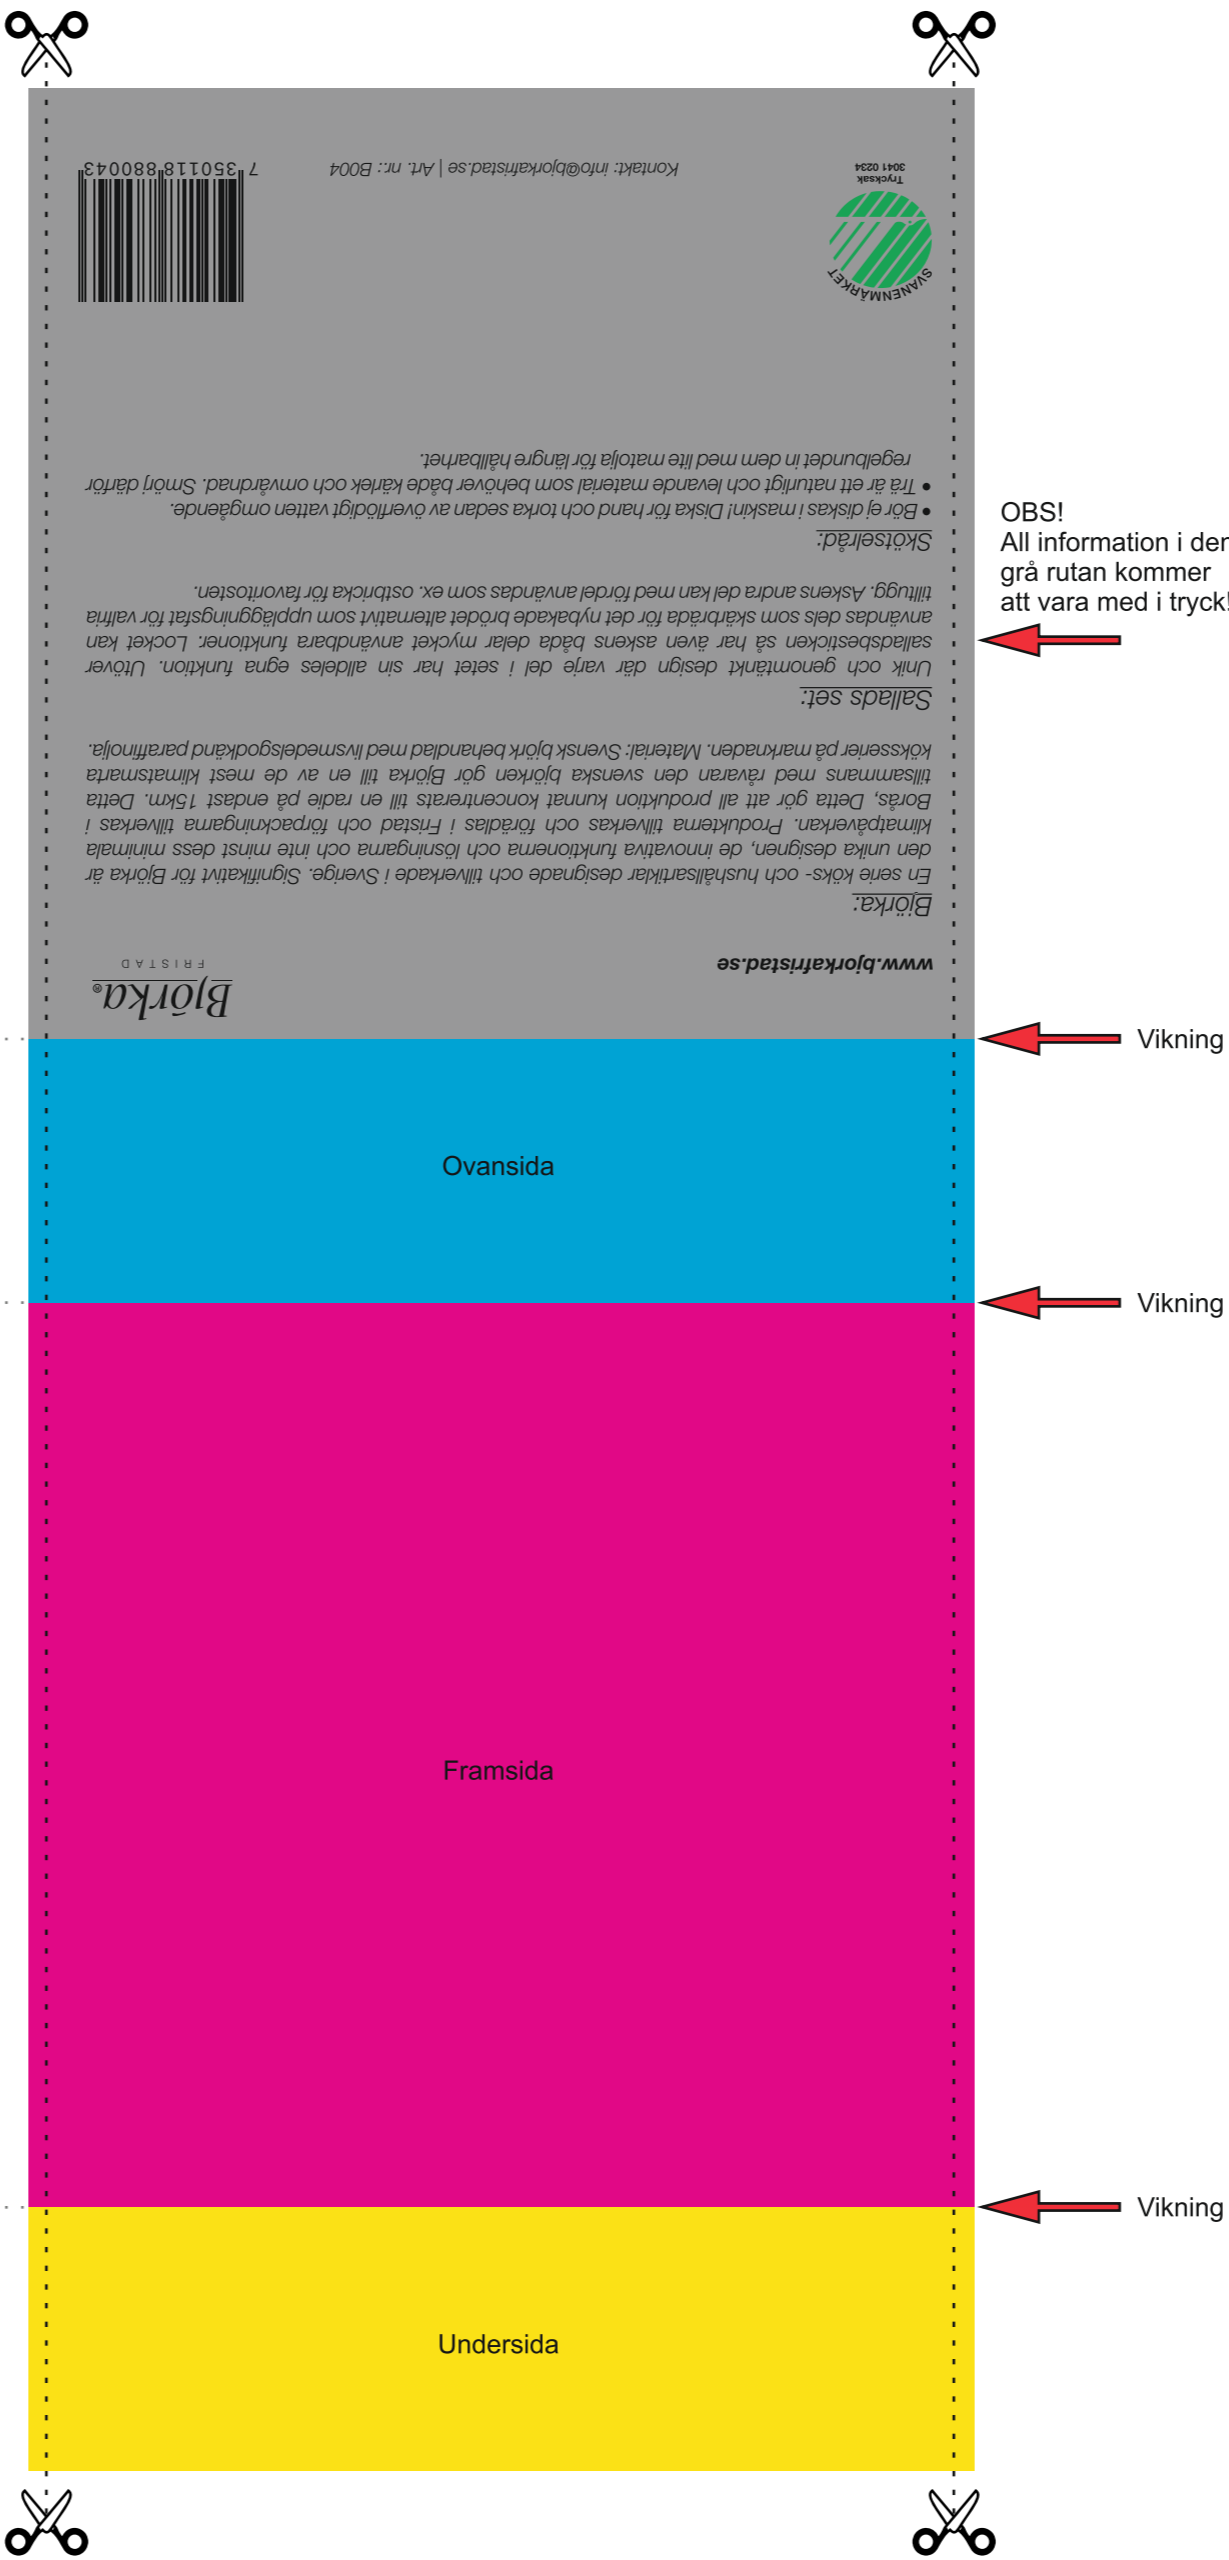 www.bjorkafristad.se
Björka®
FRISTAD
Björka:
En serie köks- och hushållsartiklar designade och tillverkade i Sverige. Signifikativt för Björka är
den unika designen, de innovativa funktionerna och lösningarna och inte minst dess minimala
klimatpåverkan. Produkterna tillverkas och förädlas i Fristad och förpackningarna tillverkas i
Borås, Detta gör att all produktion kunnat koncentrerats till en radie på endast 15km. Detta
tillsammans med råvaran den svenska björken gör Björka till en av de mest klimatsmarta
köksserier på marknaden. Material: Svensk björk behandlad med livsmedelsgodkänd paraffinolja.
Sallads set:
Unik och genomtänkt design där varje del i setet har sin alldeles egna funktion. Utöver
salladsbesticken så har även askens båda delar mycket användbara funktioner. Locket kan
användas dels som skärbräda för det nybakade brödet alternativt som uppläggningsfat för valfria
tilltugg. Askens andra del kan med fördel användas som ex. ostbricka för favoritosten.
Skötselråd:
• Bör ej diskas i maskin! Diska för hand och torka sedan av överflödigt vatten omgående.
• Trä är ett naturligt och levande material som behöver både kärlek och omvårdnad. Smörj därför
regelbundet in dem med lite matolja för längre hållbarhet.
SVANENMÄRKET
Trycksak
3041 0234
Kontakt: info@bjorkafristad.se | Art. nr.: B004
7 350118 880043
OBS!
All information i den
grå rutan kommer
att vara med i tryck!
Vikning
Ovansida
Vikning
Framsida
Vikning
Undersida